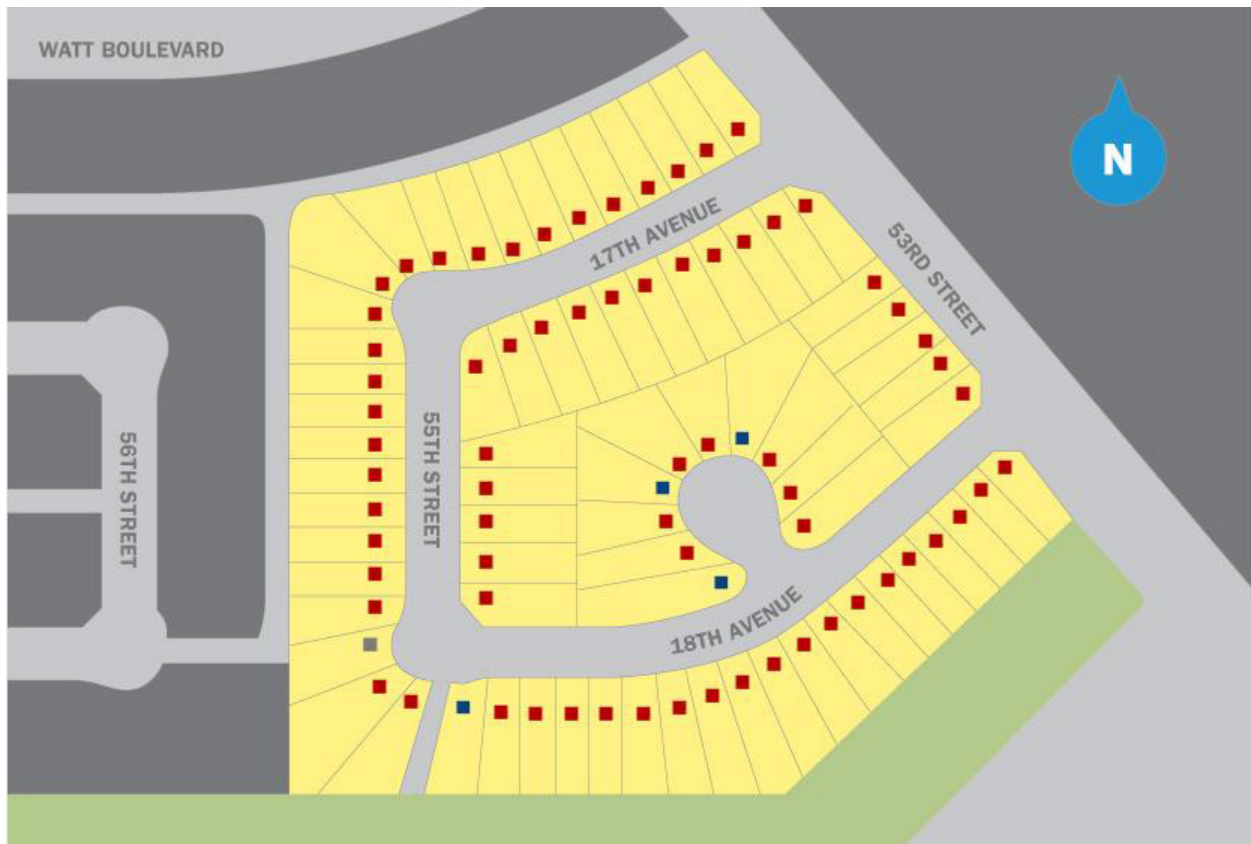 WATT BOULEVARD
N
17TH AVENUE
53RD STREET
55TH STREET
56TH STREET
18TH AVENUE